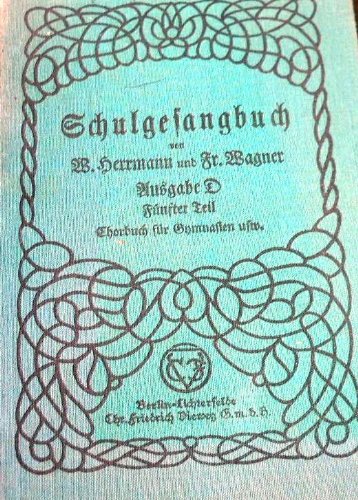 Schulgesangbuch
von
W. Herrmann und Fr. Wagner
Ausgabe D
Fünfter Teil
Chorbuch für Gymnasien usw.
Berlin-Lichterfelde
Chr. Friedrich Vieweg G.m.b.H.